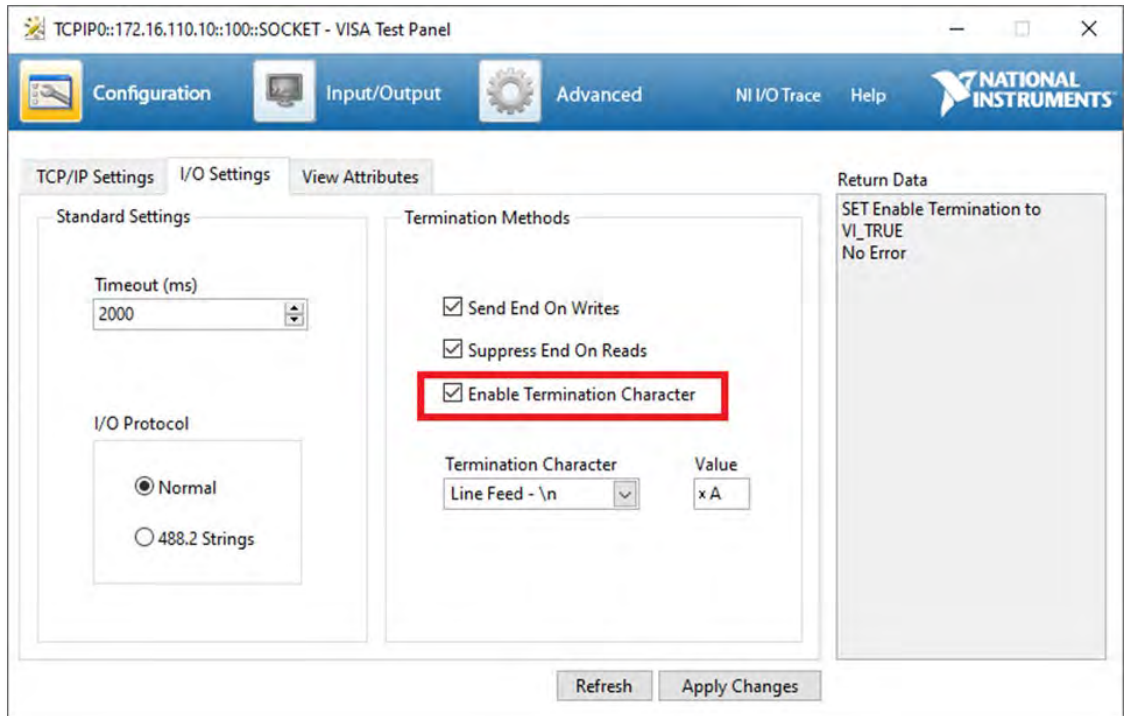 TCPIP0::172.16.110.10::100::SOCKET - VISA Test Panel
Configuration
Input/Output
Advanced
NI I/O Trace
Help
NATIONAL
INSTRUMENTS
TCP/IP Settings
I/O Settings
View Attributes
Standard Settings
Timeout (ms)
2000
I/O Protocol
Normal
488.2 Strings
Termination Methods
Send End On Writes
Suppress End On Reads
Enable Termination Character
Termination Character
Line Feed - \n
Value
x A
Return Data
SET Enable Termination to
VI_TRUE
No Error
Refresh
Apply Changes